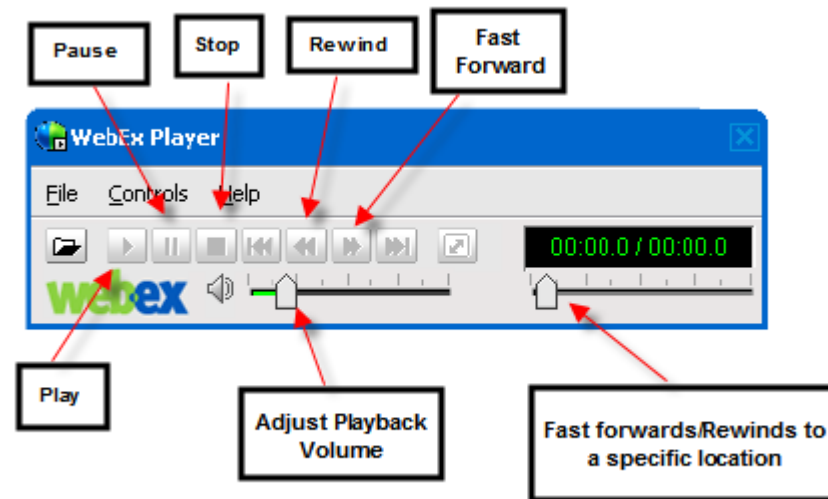 Pause
Stop
Rewind
Fast
Forward
WebEx Player
File Controls Help
00:00.0 / 00:00.0
webex
Play
Adjust Playback
Volume
Fast forwards/Rewinds to
a specific location